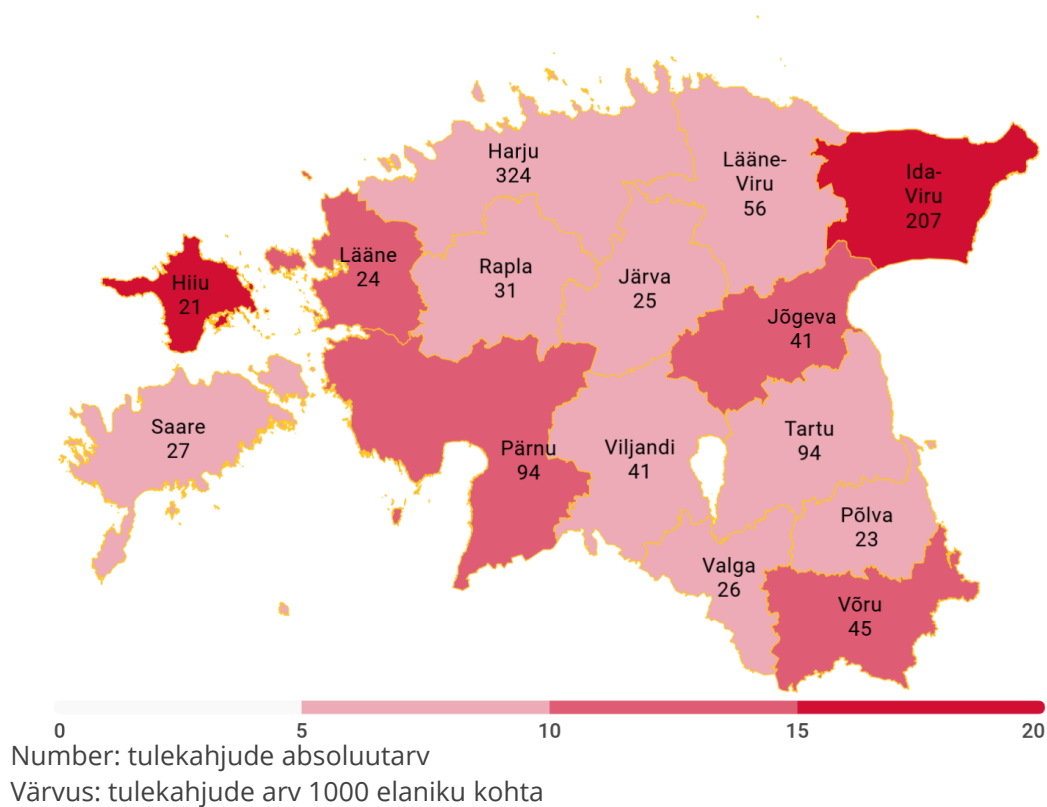 Harju
324
Lääne-
Viru
56
Ida-
Viru
207
Lääne
24
Rapla
31
Järva
25
Hiiu
21
Jõgeva
41
Saare
27
Pärnu
94
Viljandi
41
Tartu
94
Põlva
23
Valga
26
Võru
45
0 5 10 15 20
Number: tulekahjude absoluutarv
Värvus: tulekahjude arv 1000 elaniku kohta